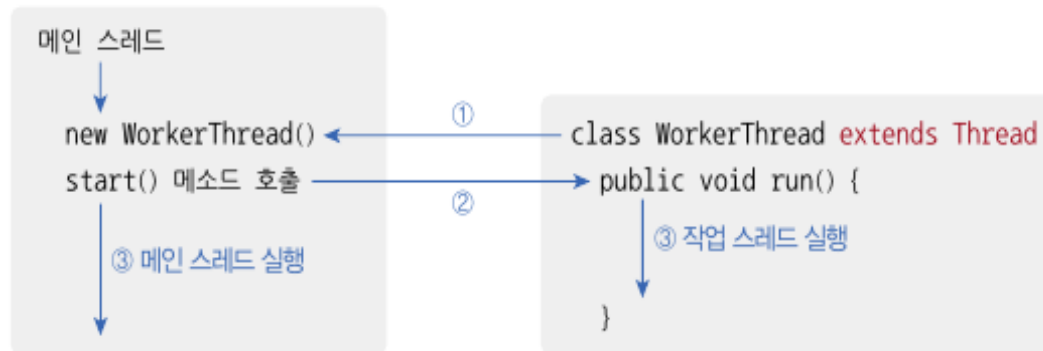 메인 스레드
①
new WorkerThread()
class WorkerThread extends Thread
start() 메소드 호출
②
public void run() {
③ 메인 스레드 실행
③ 작업 스레드 실행
}